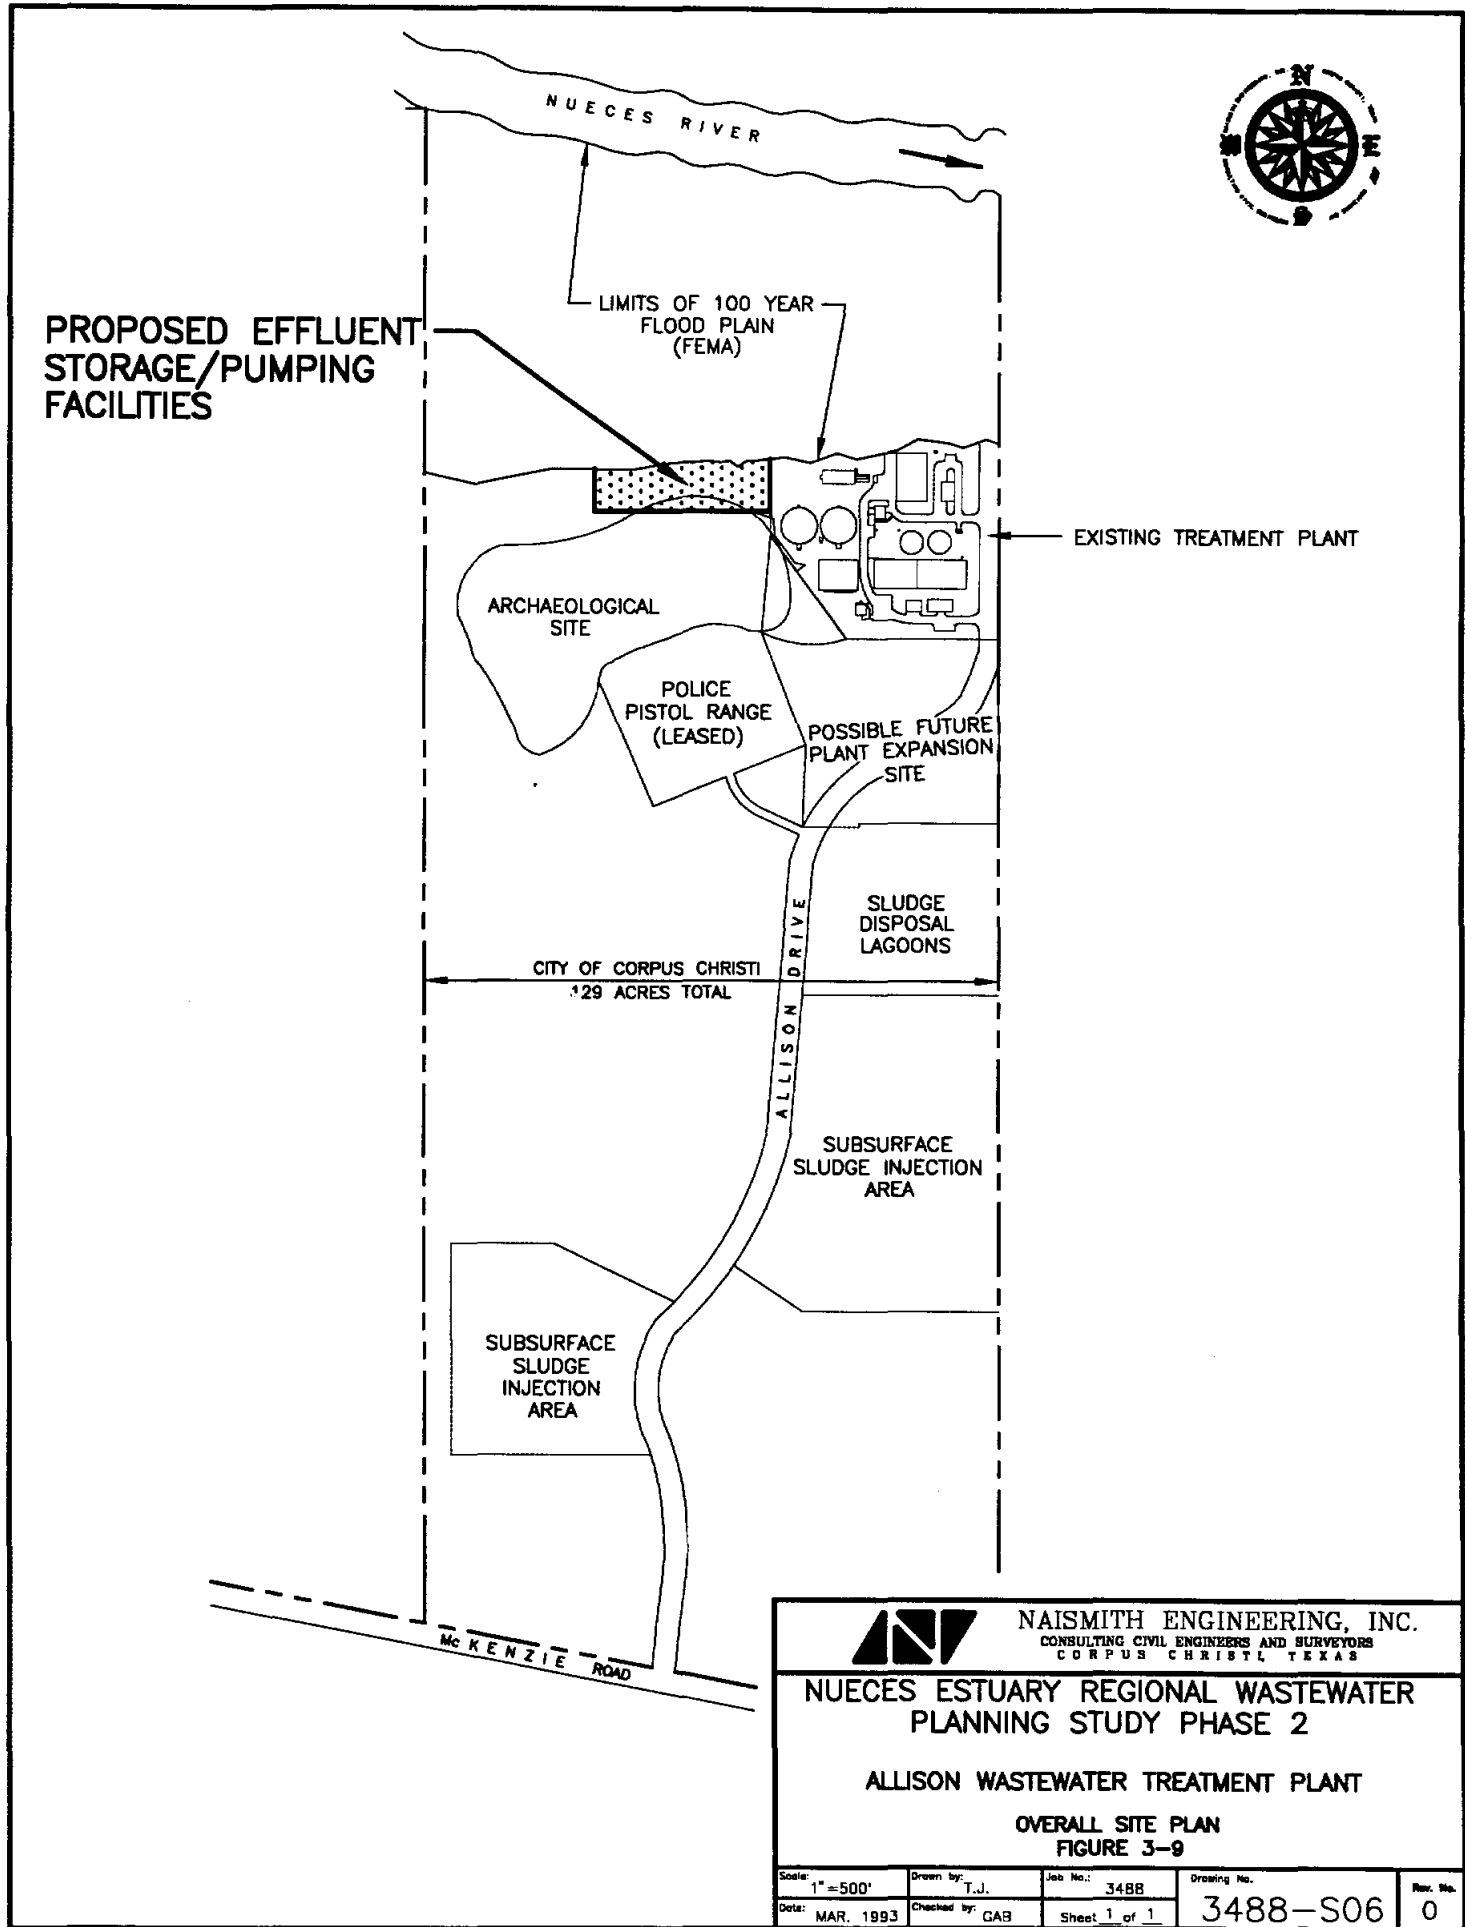 NUECES RIVER
N
E
LIMITS OF 100 YEAR
FLOOD PLAIN
(FEMA)
PROPOSED EFFLUENT
STORAGE/PUMPING
FACILITIES
EXISTING TREATMENT PLANT
ARCHAEOLOGICAL
SITE
POLICE
PISTOL RANGE
(LEASED)
POSSIBLE FUTURE
PLANT EXPANSION
SITE
SLUDGE
DISPOSAL
LAGOONS
ALLISON DRIVE
CITY OF CORPUS CHRISTI
129 ACRES TOTAL
SUBSURFACE
SLUDGE INJECTION
AREA
SUBSURFACE
SLUDGE
INJECTION
AREA
McKENZIE ROAD
NAISMITH ENGINEERING, INC.
CONSULTING CIVIL ENGINEERS AND SURVEYORS
CORPUS CHRISTI, TEXAS
NUECES ESTUARY REGIONAL WASTEWATER
PLANNING STUDY PHASE 2
ALLISON WASTEWATER TREATMENT PLANT
OVERALL SITE PLAN
FIGURE 3-9
Scale: 1"=500'
Drawn by: T.J.
Job No.: 3488
Drawing No. 3488-S06
Rev. No. 0
Date: MAR. 1993
Checked by: GAB
Sheet 1 of 1